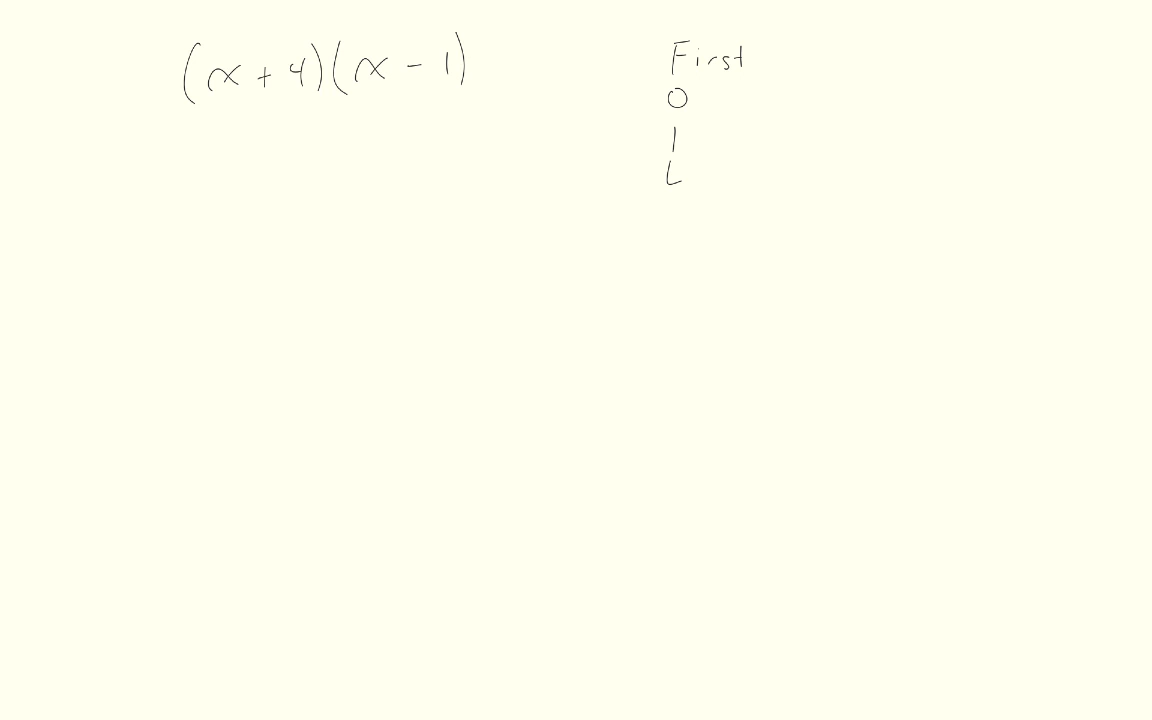 (x + 4)(x - 1)
First
O
I
L